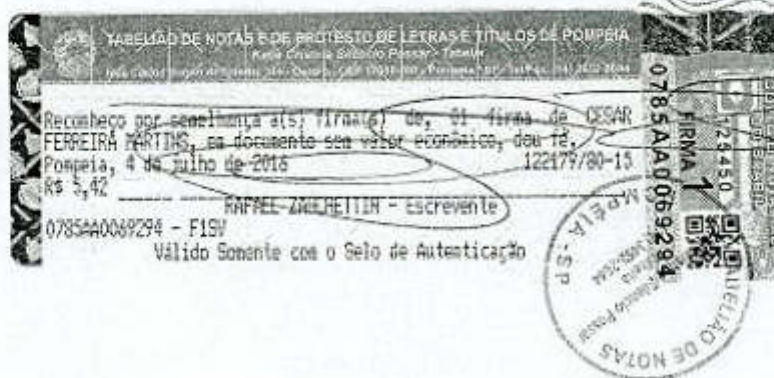 TABELIÃO DE NOTAS E DE PROTESTO DE LETRAS E TÍTULOS DE POMPEIA
Reconheço por semelhança a(s) firma(s) de, 01 firma de CESAR
FERREIRA MARTINS, em documento sem valor econômico, dou fé.
Pompeia, 4 de julho de 2016 122179/80-15
R$ 5,42
RAFAEL - Escrevente
0785AA0069294 - F1SV
Válido Somente com o Selo de Autenticação
0785AA0069294
FIRMA 1
125450
TABELIÃO DE NOTAS
POMPÉIA - SP